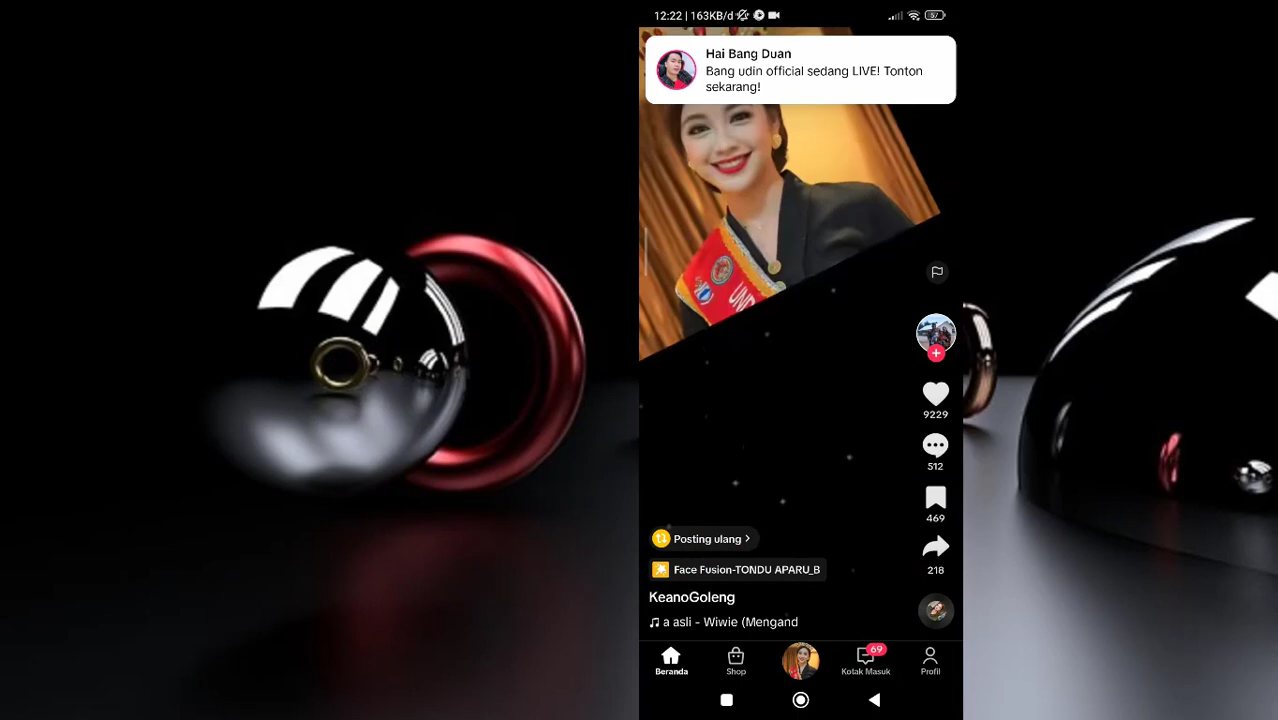 12:22 | 163KB/d
57
Hai Bang Duan
Bang udin official sedang LIVE! Tonton
sekarang!
9229
512
469
218
Posting ulang
Face Fusion-TONDU APARU_B
KeanoGoleng
a asli - Wiwie (Mengand
69
Beranda
Shop
Kotak Masuk
Profil